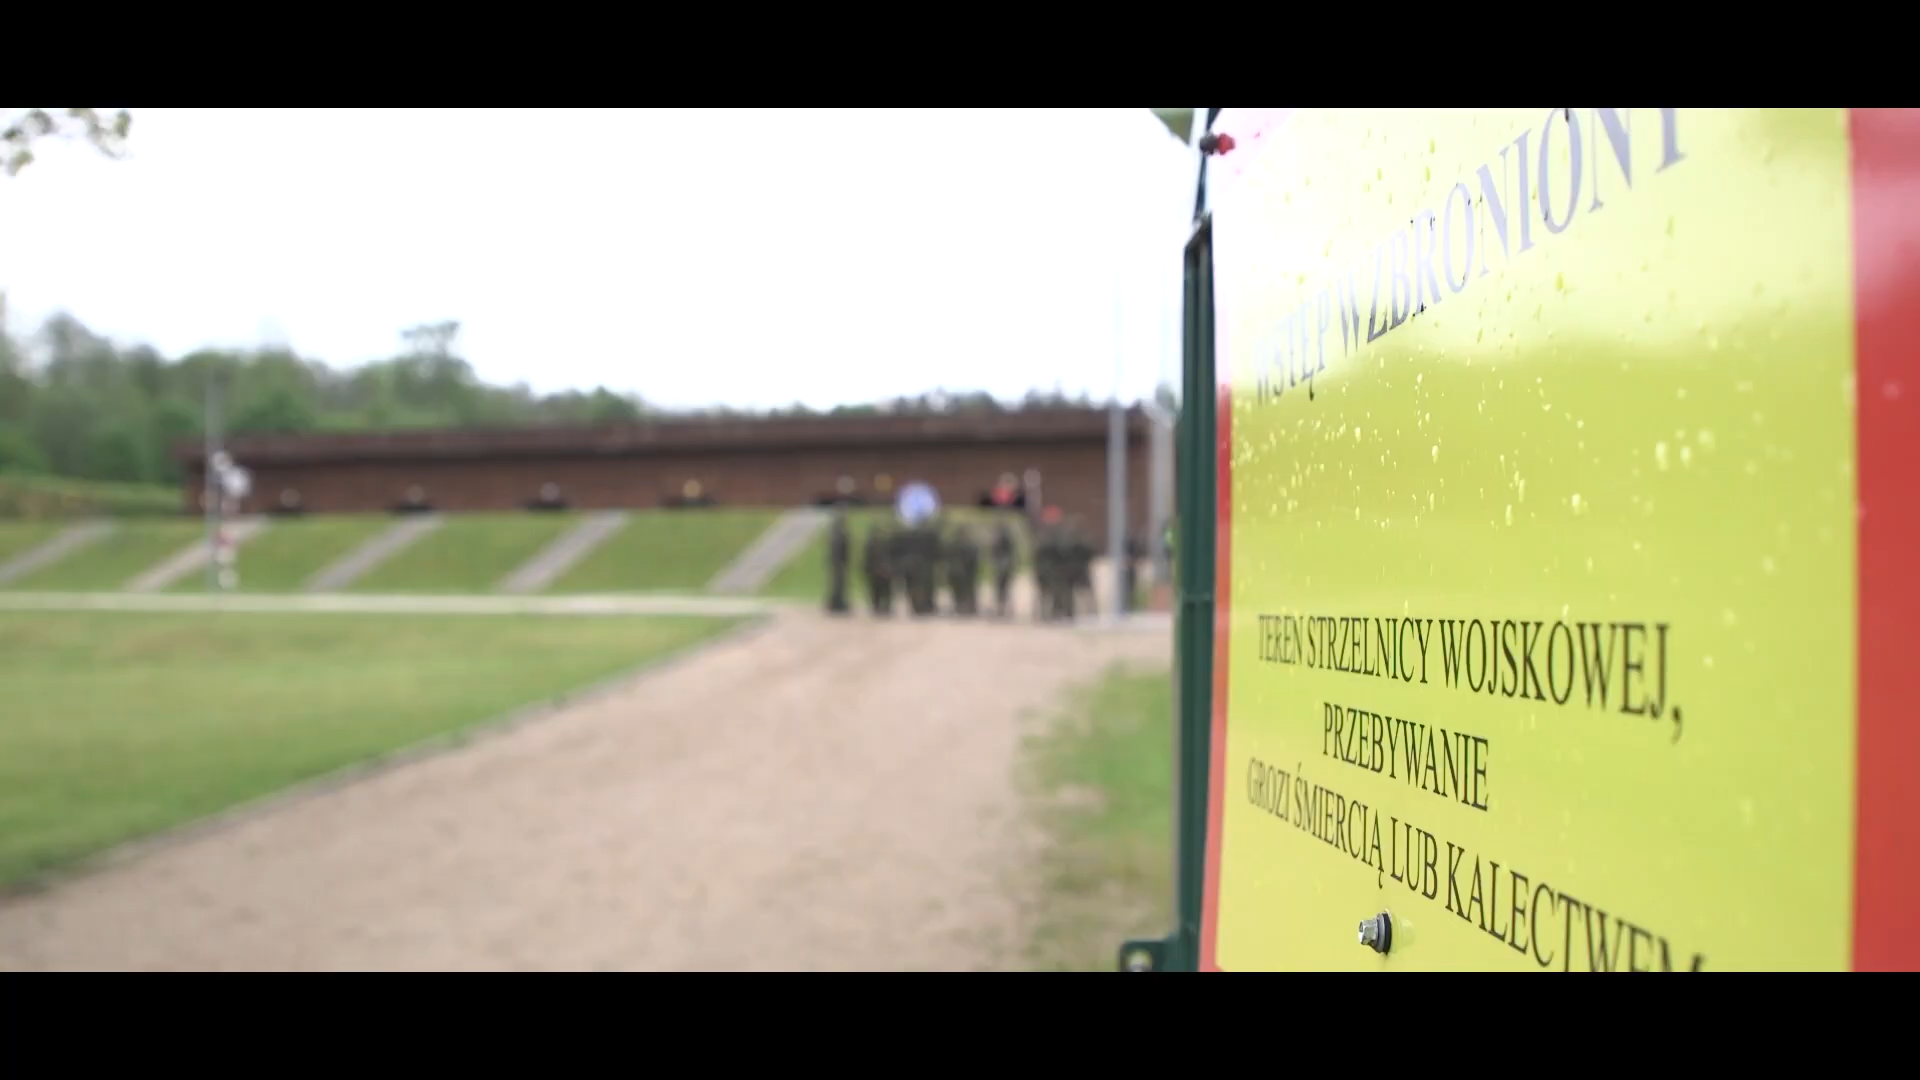 WSTĘP WZBRONIONY
TEREN STRZELNICY WOJSKOWEJ,
PRZEBYWANIE
GROZI ŚMIERCIĄ LUB KALECTWEM